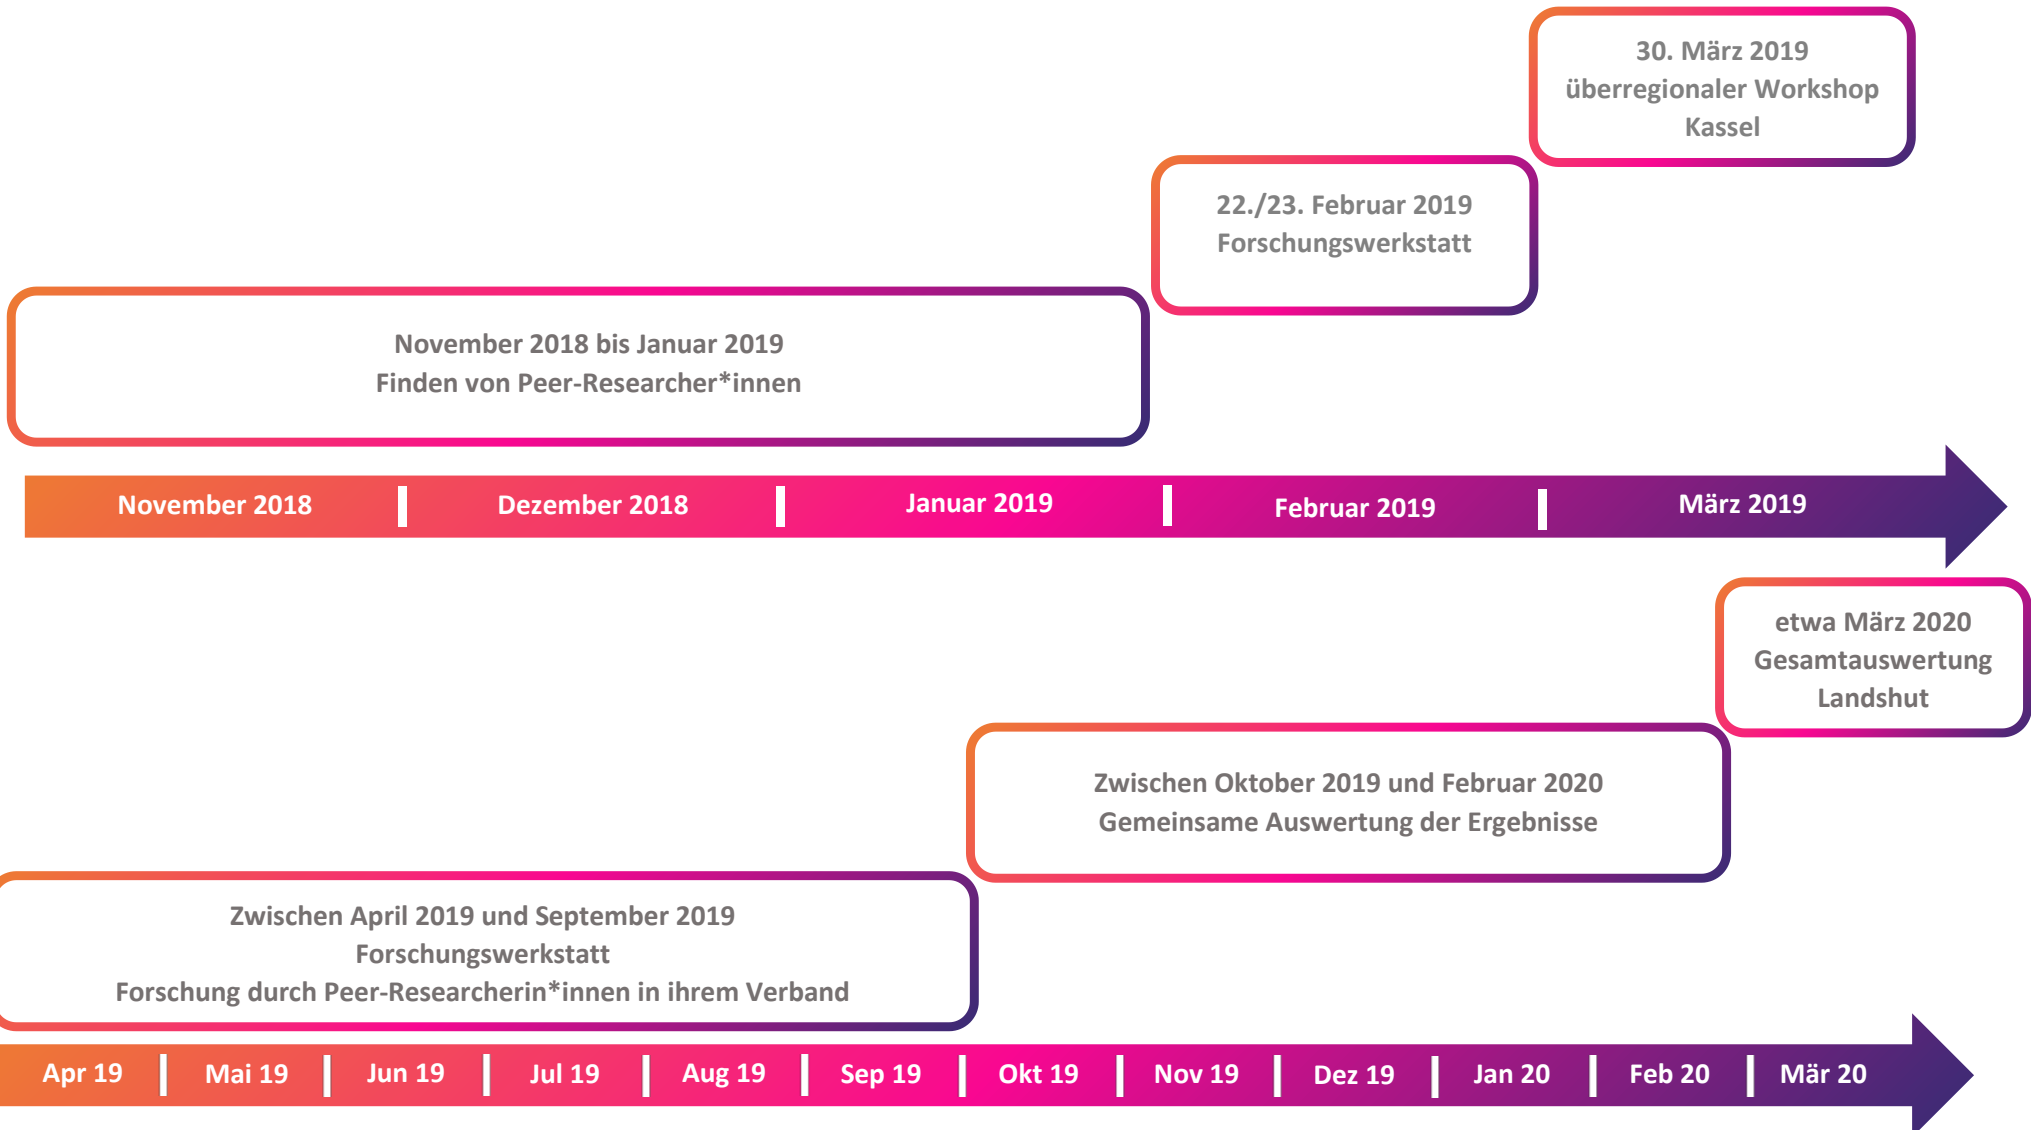 30. März 2019
überregionaler Workshop
Kassel
22./23. Februar 2019
Forschungswerkstatt
November 2018 bis Januar 2019
Finden von Peer-Researcher*innen
November 2018
Dezember 2018
Januar 2019
Februar 2019
März 2019
etwa März 2020
Gesamtauswertung
Landshut
Zwischen Oktober 2019 und Februar 2020
Gemeinsame Auswertung der Ergebnisse
Zwischen April 2019 und September 2019
Forschungswerkstatt
Forschung durch Peer-Researcherin*innen in ihrem Verband
Apr 19
Mai 19
Jun 19
Jul 19
Aug 19
Sep 19
Okt 19
Nov 19
Dez 19
Jan 20
Feb 20
Mär 20